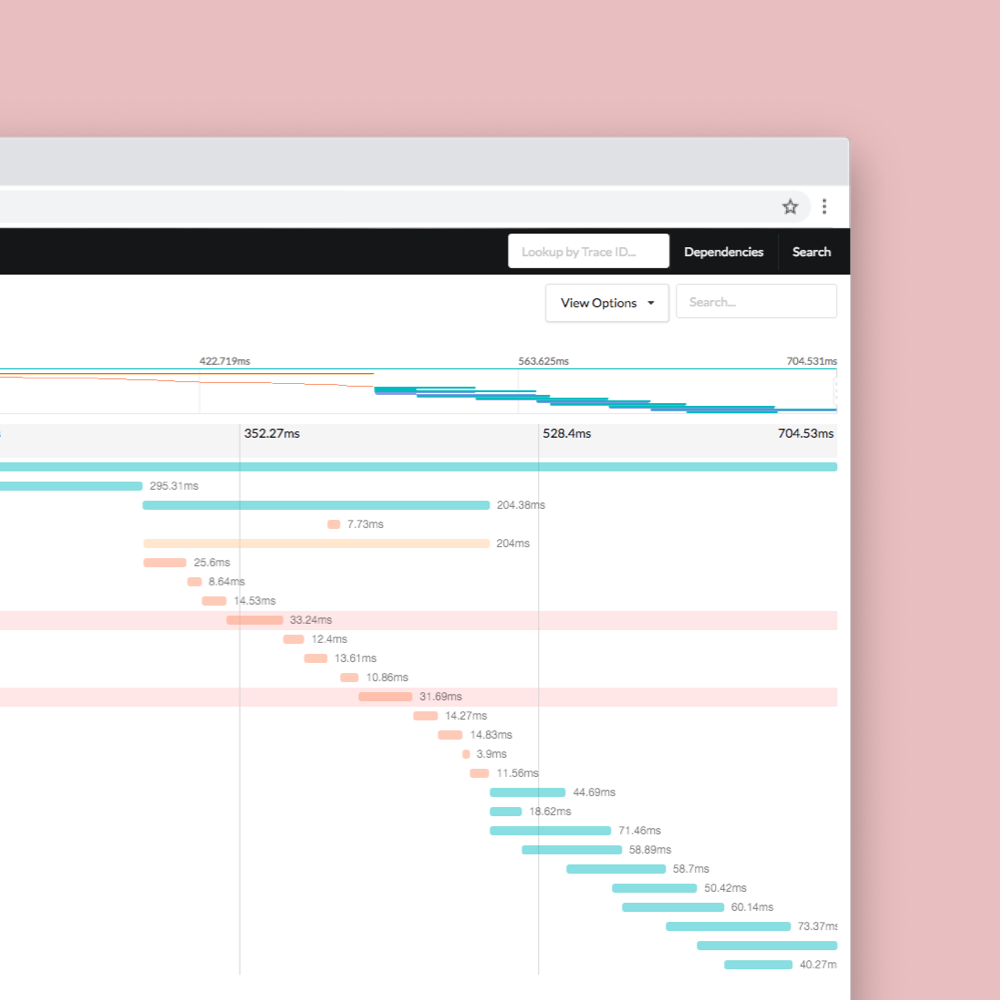 Lookup by Trace ID... Dependencies Search
View Options Search...
422.719ms 563.625ms 704.531ms
352.27ms 528.4ms 704.53ms
295.31ms
204.38ms
7.73ms
204ms
25.6ms
8.64ms
14.53ms
33.24ms
12.4ms
13.61ms
10.86ms
31.69ms
14.27ms
14.83ms
3.9ms
11.56ms
44.69ms
18.62ms
71.46ms
58.89ms
58.7ms
50.42ms
60.14ms
73.37ms
40.27m